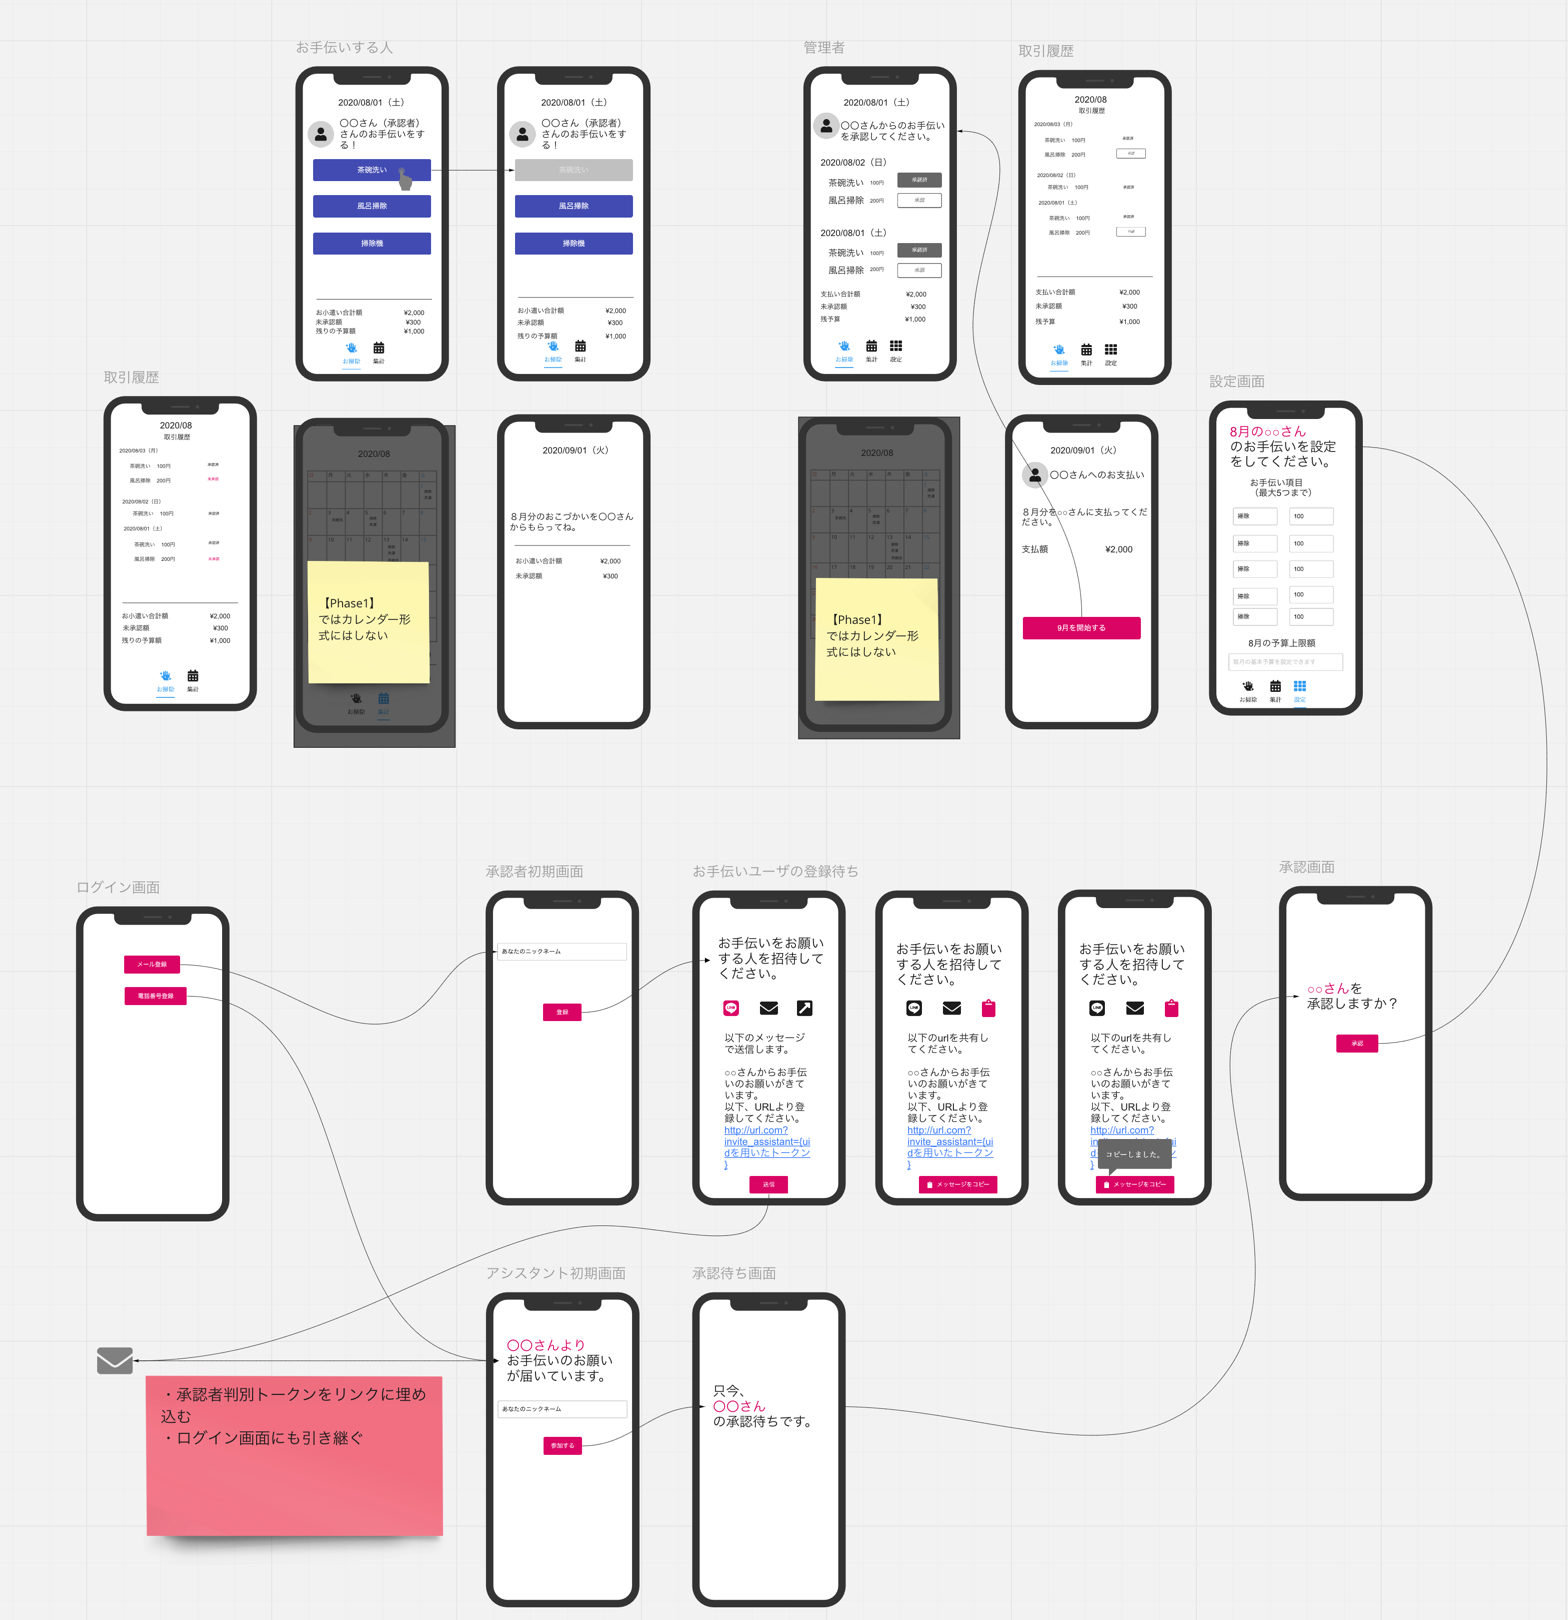 お手伝いする人
2020/08/01（土）
〇〇さん（承認者）
さんのお手伝いをす
る！
茶碗洗い
風呂掃除
掃除機
お小遣い合計額 ¥2,000
未承認額 ¥300
残りの予算額 ¥1,000
お掃除 集計
2020/08/01（土）
〇〇さん（承認者）
さんのお手伝いをす
る！
茶碗洗い
風呂掃除
掃除機
お小遣い合計額 ¥2,000
未承認額 ¥300
残りの予算額 ¥1,000
お掃除 集計
管理者
2020/08/01（土）
〇〇さんからのお手伝い
を承認してください。
2020/08/02（日）
茶碗洗い 100円 承認済
風呂掃除 200円 承認
2020/08/01（土）
茶碗洗い 100円 承認済
風呂掃除 200円 承認
支払い合計額 ¥2,000
未承認額 ¥300
残予算 ¥1,000
お掃除 集計 設定
取引履歴
2020/08
取引履歴
2020/08/03（月）
茶碗洗い 100円 承認済
風呂掃除 200円 承認
2020/08/02（日）
茶碗洗い 100円 承認済
2020/08/01（土）
茶碗洗い 100円 承認済
風呂掃除 200円 承認
支払い合計額 ¥2,000
未承認額 ¥300
残予算 ¥1,000
お掃除 集計 設定
取引履歴
2020/08
取引履歴
2020/08/03（月）
茶碗洗い 100円 承認済
風呂掃除 200円 未承認
2020/08/02（日）
茶碗洗い 100円 承認済
2020/08/01（土）
茶碗洗い 100円 承認済
風呂掃除 200円 未承認
お小遣い合計額 ¥2,000
未承認額 ¥300
残りの予算額 ¥1,000
お掃除 集計
2020/08
日 月 火 水 木 金 土
【Phase1】
ではカレンダー形
式にはしない
お掃除 集計
2020/09/01（火）
８月分のおこづかいを〇〇さん
からもらってね。
お小遣い合計額 ¥2,000
未承認額 ¥300
2020/08
日 月 火 水 木 金 土
【Phase1】
ではカレンダー形
式にはしない
2020/09/01（火）
〇〇さんへのお支払い
８月分を○○さんに支払ってくだ
ださい。
支払額 ¥2,000
9月を開始する
設定画面
8月の○○さん
のお手伝いを設定
をしてください。
お手伝い項目
（最大5つまで）
掃除 100
掃除 100
掃除 100
掃除 100
掃除 100
8月の予算上限額
毎月の基本予算を設定できます
お掃除 集計 設定
ログイン画面
メール登録
電話番号登録
承認者初期画面
あなたのニックネーム
登録
お手伝いユーザの登録待ち
お手伝いをお願い
する人を招待して
ください。
LINE
以下のメッセージ
で送信します。
○○さんからお手伝
いのお願いがきて
います。
以下、URLより登
録してください。
http://url.com?
invite_assistant={ui
dを用いたトークン
}
送信
お手伝いをお願い
する人を招待して
ください。
LINE
以下のurlを共有し
てください。
○○さんからお手伝
いのお願いがきて
います。
以下、URLより登
録してください。
http://url.com?
invite_assistant={ui
dを用いたトークン
}
メッセージをコピー
お手伝いをお願い
する人を招待して
ください。
LINE
以下のurlを共有し
てください。
○○さんからお手伝
いのお願いがきて
います。
以下、URLより登
録してください。
http://url.com?
コピーしました。
メッセージをコピー
承認画面
○○さんを
承認しますか？
承認
アシスタント初期画面
〇〇さんより
お手伝いのお願い
が届いています。
あなたのニックネーム
参加する
承認待ち画面
只今、
〇〇さん
の承認待ちです。
・承認者判別トークンをリンクに埋め
込む
・ログイン画面にも引き継ぐ